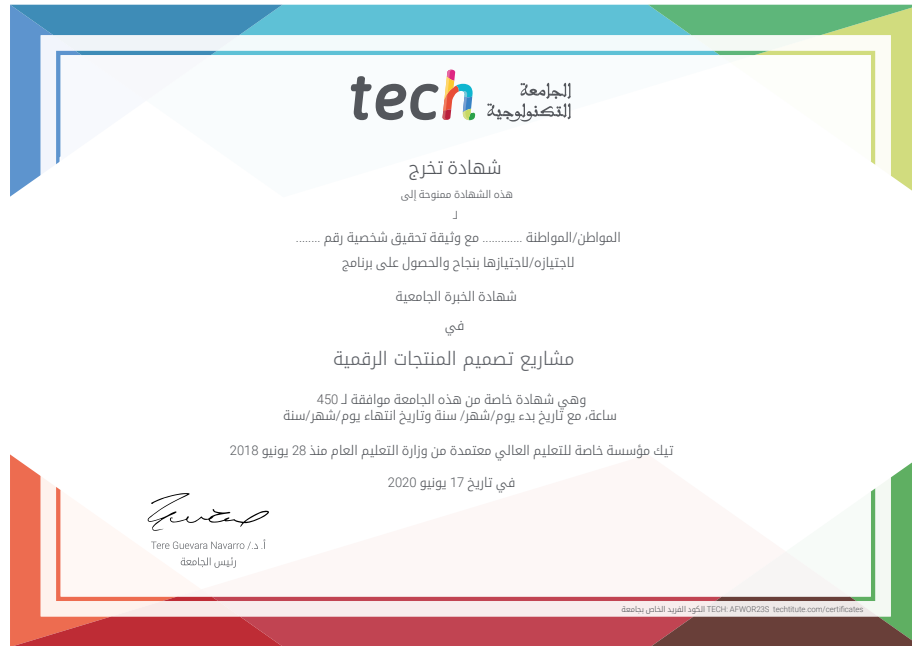 tech الجامعة
التكنولوجية
شهادة تخرج
هذه الشهادة ممنوحة إلى
لـ
المواطن/المواطنة ............. مع وثيقة تحقيق شخصية رقم ........
لاجتيازه/لاجتيازها بنجاح والحصول على برنامج
شهادة الخبرة الجامعية
في
مشاريع تصميم المنتجات الرقمية
وهي شهادة خاصة من هذه الجامعة موافقة لـ 450
ساعة، مع تاريخ بدء يوم/شهر/ سنة وتاريخ انتهاء يوم/شهر/سنة
تيك مؤسسة خاصة للتعليم العالي معتمدة من وزارة التعليم العام منذ 28 يونيو 2018
في تاريخ 17 يونيو 2020
أ. د./ Tere Guevara Navarro
رئيس الجامعة
الكود الفريد الخاص بجامعة TECH: AFWOR23S techtitute.com/certificates